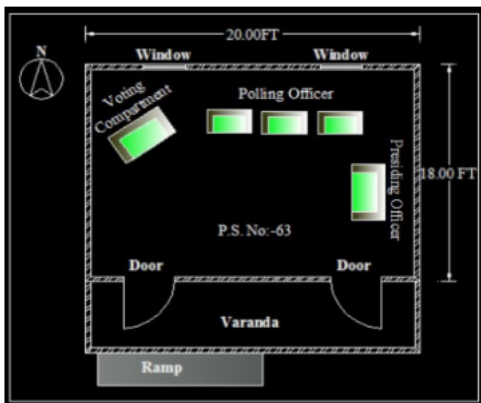 20.00FT
N
Window
Window
Voting
Compartment
Polling Officer
Presiding Officer
18.00 FT
P.S. No:-63
Door
Door
Varanda
Ramp